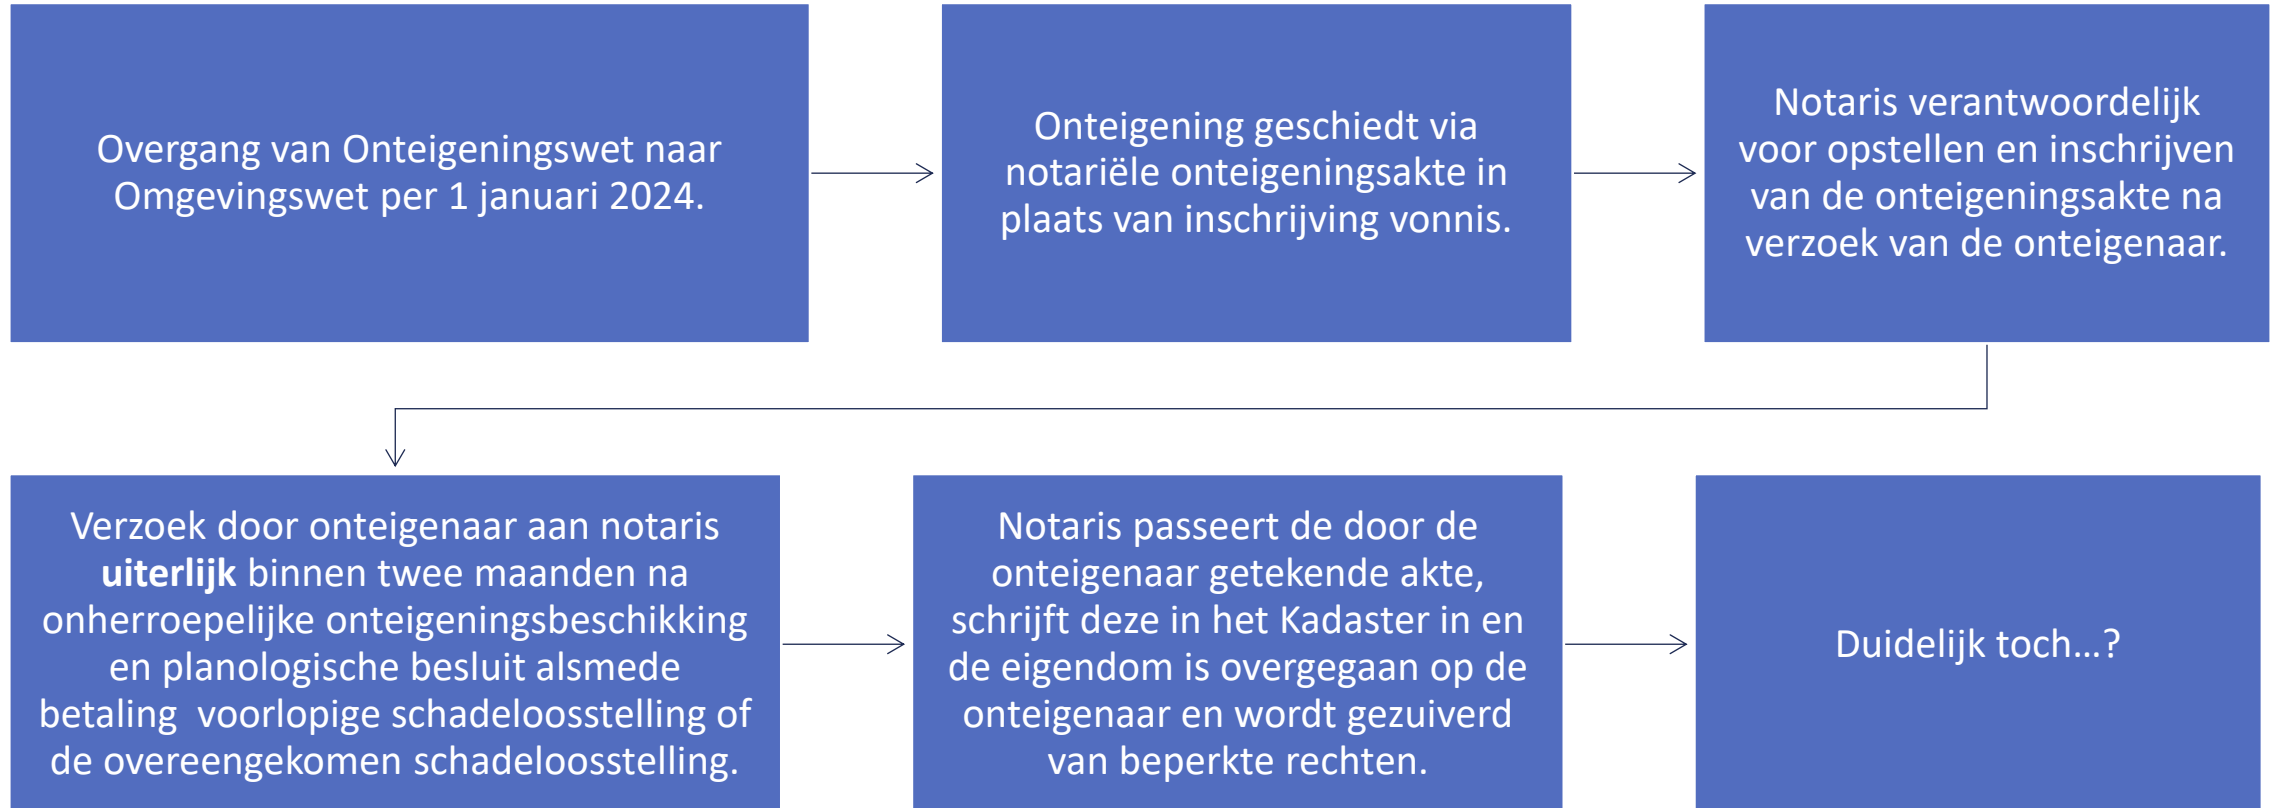 Overgang van Onteigeningswet naar
Omgevingswet per 1 januari 2024.
Onteigening geschiedt via
notariële onteigeningsakte in
plaats van inschrijving vonnis.
Notaris verantwoordelijk
voor opstellen en inschrijven
van de onteigeningsakte na
verzoek van de onteigenaar.
Verzoek door onteigenaar aan notaris
uiterlijk binnen twee maanden na
onherroepelijke onteigeningsbeschikking
en planologische besluit alsmede
betaling  voorlopige schadeloosstelling of
de overeengekomen schadeloosstelling.
Notaris passeert de door de
onteigenaar getekende akte,
schrijft deze in het Kadaster in en
de eigendom is overgegaan op de
onteigenaar en wordt gezuiverd
van beperkte rechten.
Duidelijk toch…?